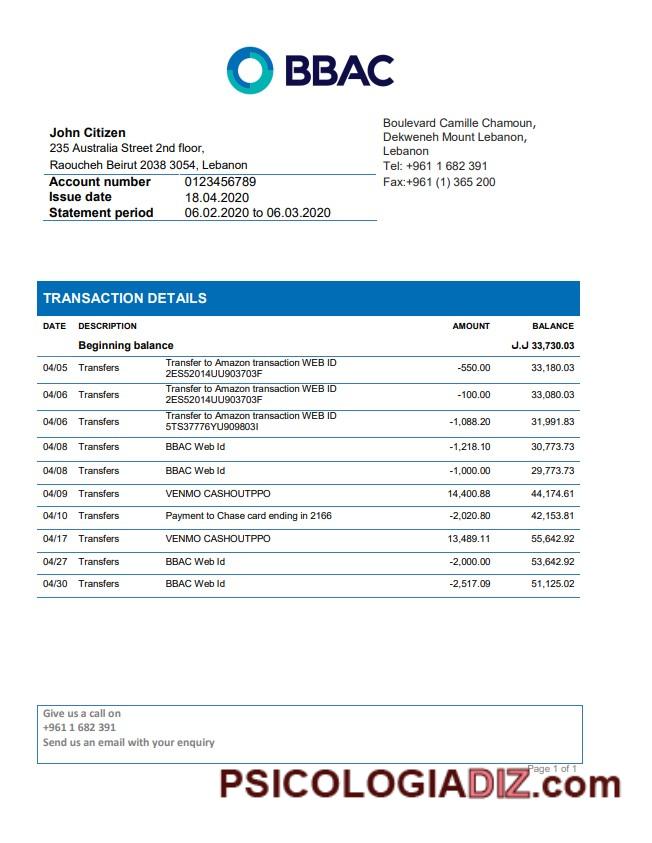 BBAC
John Citizen
235 Australia Street 2nd floor,
Raoucheh Beirut 2038 3054, Lebanon
Account number 0123456789
Issue date 18.04.2020
Statement period 06.02.2020 to 06.03.2020
Boulevard Camille Chamoun,
Dekweneh Mount Lebanon,
Lebanon
Tel: +961 1 682 391
Fax:+961 (1) 365 200
TRANSACTION DETAILS
DATE DESCRIPTION AMOUNT BALANCE
Beginning balance ل.ل 33,730.03
04/05 Transfers Transfer to Amazon transaction WEB ID -550.00 33,180.03
2ES52014UU903703F
04/06 Transfers Transfer to Amazon transaction WEB ID -100.00 33,080.03
2ES52014UU903703F
04/06 Transfers Transfer to Amazon transaction WEB ID -1,088.20 31,991.83
5TS37776YU909803I
04/08 Transfers BBAC Web Id -1,218.10 30,773.73
04/08 Transfers BBAC Web Id -1,000.00 29,773.73
04/09 Transfers VENMO CASHOUTPPO 14,400.88 44,174.61
04/10 Transfers Payment to Chase card ending in 2166 -2,020.80 42,153.81
04/17 Transfers VENMO CASHOUTPPO 13,489.11 55,642.92
04/27 Transfers BBAC Web Id -2,000.00 53,642.92
04/30 Transfers BBAC Web Id -2,517.09 51,125.02
Give us a call on
+961 1 682 391
Send us an email with your enquiry
Page 1 of 1
PSICOLOGIADIZ.com